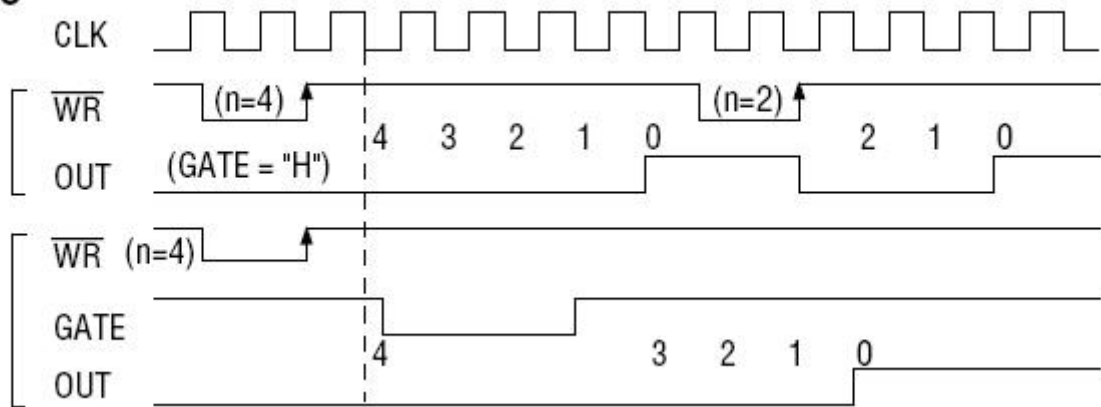 CLK
WR (n=4) (n=2)
4 3 2 1 0 2 1 0
OUT (GATE = "H")
WR (n=4)
GATE
4 3 2 1 0
OUT